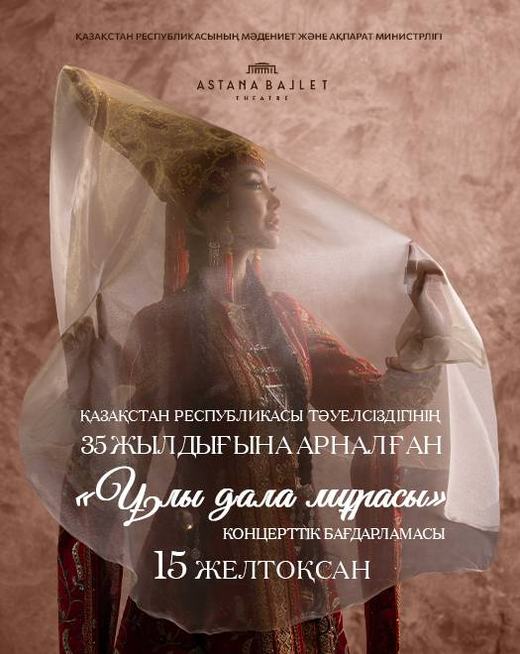 ҚАЗАҚСТАН РЕСПУБЛИКАСЫНЫҢ МӘДЕНИЕТ ЖӘНЕ АҚПАРАТ МИНИСТРЛІГІ
ASTANA BALLET
THEATRE
ҚАЗАҚСТАН РЕСПУБЛИКАСЫ ТӘУЕЛСІЗДІГІНІҢ
35 ЖЫЛДЫҒЫНА АРНАЛҒАН
«Ұлы дала мұрасы»
КОНЦЕРТТІК БАҒДАРЛАМАСЫ
15 ЖЕЛТОҚСАН